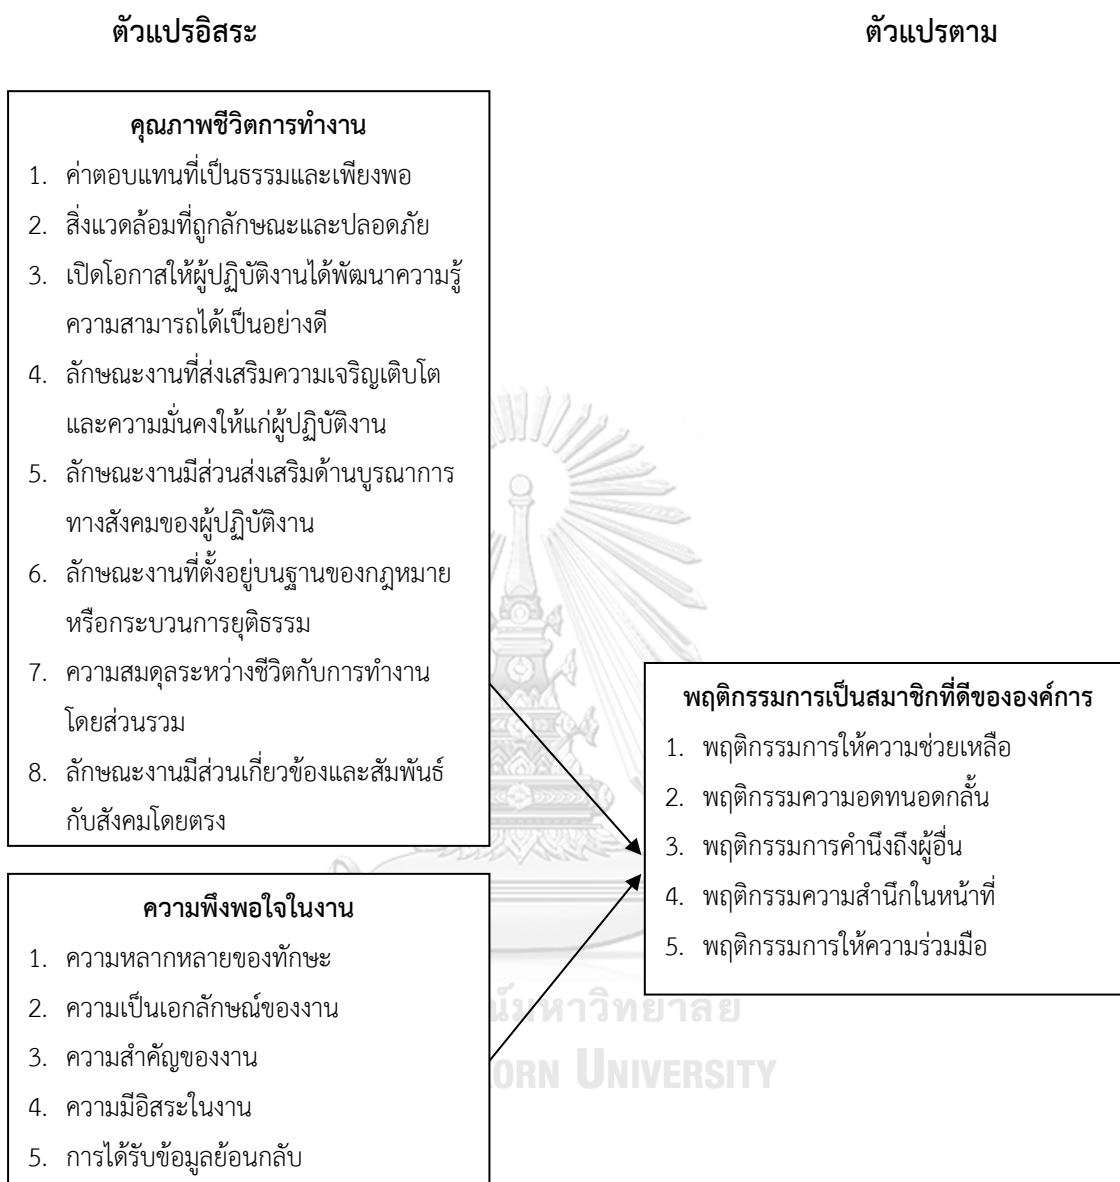 ตัวแปรอิสระ
ตัวแปรตาม
คุณภาพชีวิตการทำงาน
1. ค่าตอบแทนที่เป็นธรรมและเพียงพอ
2. สิ่งแวดล้อมที่ถูกลักษณะและปลอดภัย
3. เปิดโอกาสให้ผู้ปฏิบัติงานได้พัฒนาความรู้
ความสามารถได้เป็นอย่างดี
4. ลักษณะงานที่ส่งเสริมความเจริญเติบโต
และความมั่นคงให้แก่ผู้ปฏิบัติงาน
5. ลักษณะงานมีส่วนส่งเสริมด้านบูรณาการ
ทางสังคมของผู้ปฏิบัติงาน
6. ลักษณะงานที่ตั้งอยู่บนฐานของกฎหมาย
หรือกระบวนการยุติธรรม
7. ความสมดุลระหว่างชีวิตกับการทำงาน
โดยส่วนรวม
8. ลักษณะงานมีส่วนเกี่ยวข้องและสัมพันธ์
กับสังคมโดยตรง
ความพึงพอใจในงาน
1. ความหลากหลายของทักษะ
2. ความเป็นเอกลักษณ์ของงาน
3. ความสำคัญของงาน
4. ความมีอิสระในงาน
5. การได้รับข้อมูลย้อนกลับ
พฤติกรรมการเป็นสมาชิกที่ดีขององค์การ
1. พฤติกรรมการให้ความช่วยเหลือ
2. พฤติกรรมความอดทนอดกลั้น
3. พฤติกรรมการคำนึงถึงผู้อื่น
4. พฤติกรรมความสำนึกในหน้าที่
5. พฤติกรรมการให้ความร่วมมือ
ณ์มหาวิทยาลัย
ORN UNIVERSITY